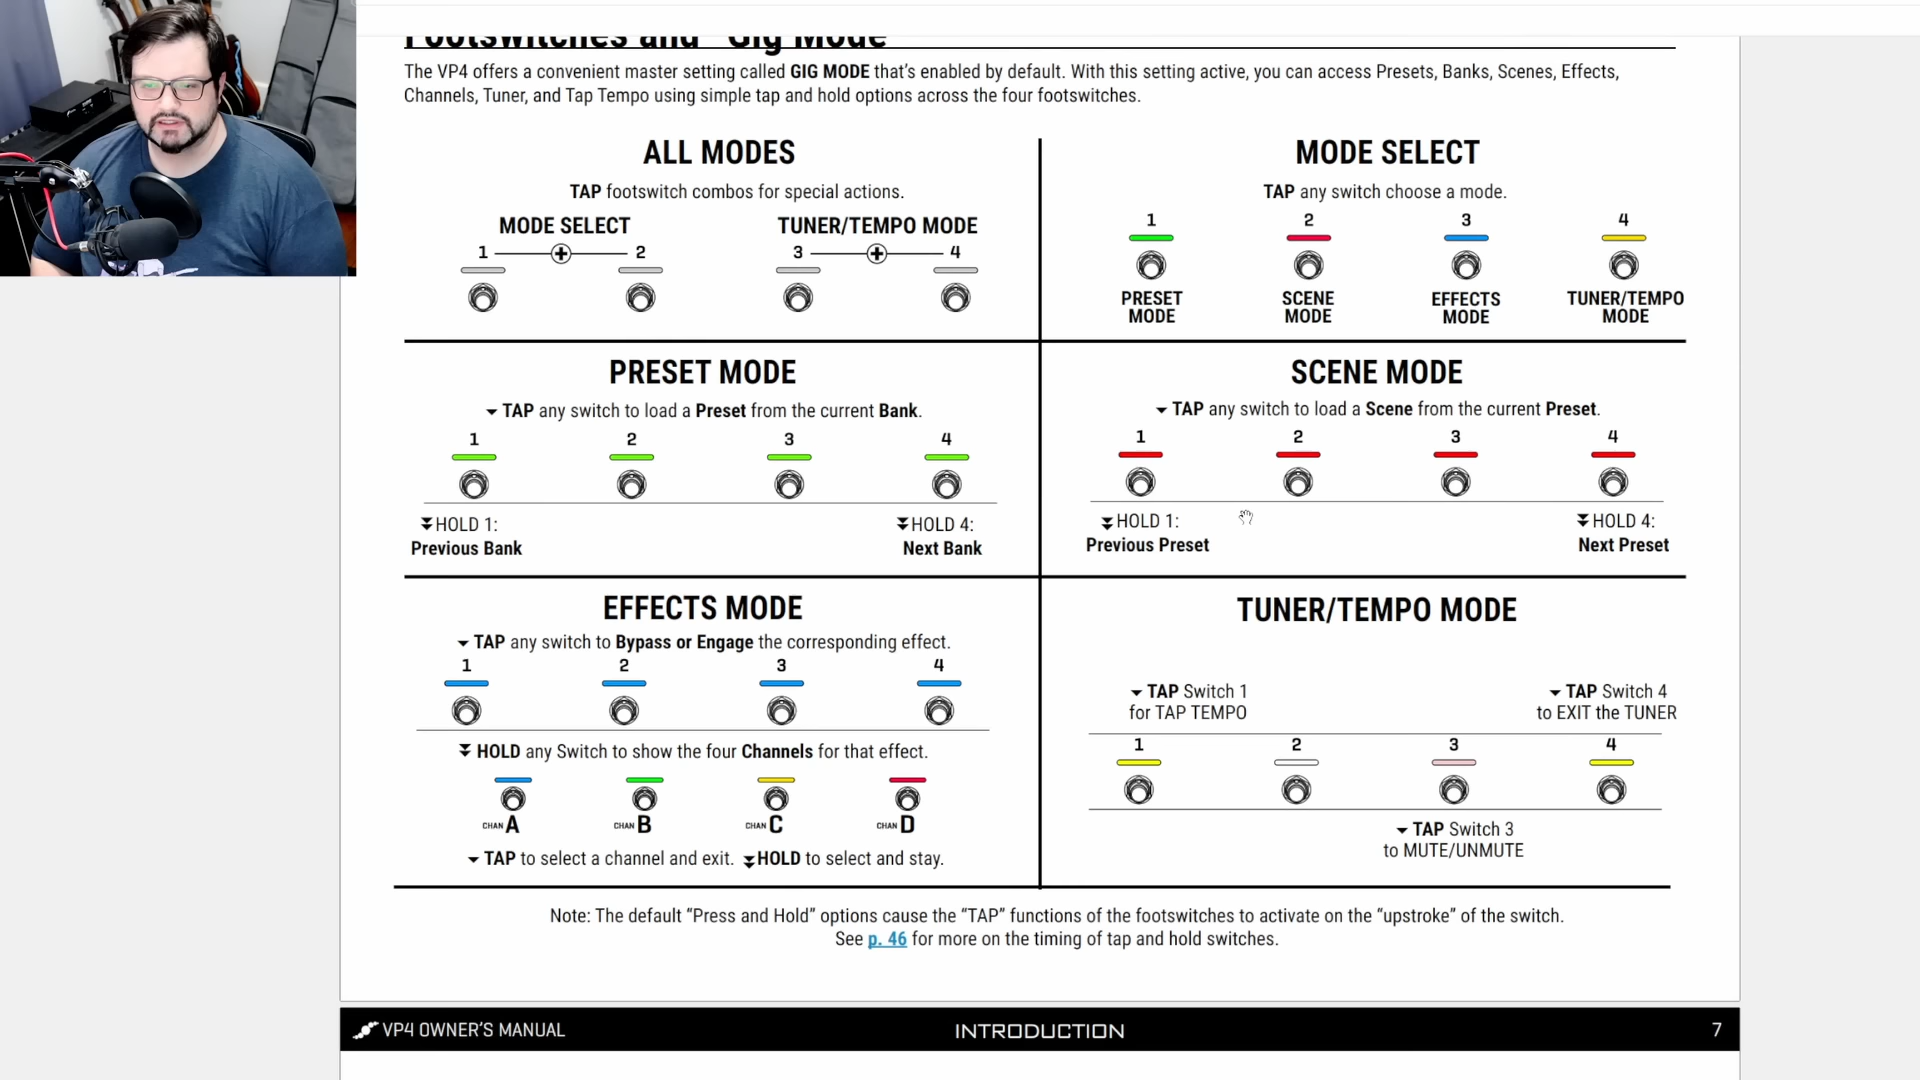 Footswitches and "Gig Mode"
The VP4 offers a convenient master setting called GIG MODE that's enabled by default. With this setting active, you can access Presets, Banks, Scenes, Effects,
Channels, Tuner, and Tap Tempo using simple tap and hold options across the four footswitches.
ALL MODES
TAP footswitch combos for special actions.
MODE SELECT
1 2
TUNER/TEMPO MODE
3 4
MODE SELECT
TAP any switch choose a mode.
1 2 3 4
PRESET MODE
SCENE MODE
EFFECTS MODE
TUNER/TEMPO MODE
PRESET MODE
TAP any switch to load a Preset from the current Bank.
1 2 3 4
HOLD 1:
Previous Bank
HOLD 4:
Next Bank
SCENE MODE
TAP any switch to load a Scene from the current Preset.
1 2 3 4
HOLD 1:
Previous Preset
HOLD 4:
Next Preset
EFFECTS MODE
TAP any switch to Bypass or Engage the corresponding effect.
1 2 3 4
HOLD any Switch to show the four Channels for that effect.
CHAN A CHAN B CHAN C CHAN D
TAP to select a channel and exit. HOLD to select and stay.
TUNER/TEMPO MODE
TAP Switch 1
for TAP TEMPO
TAP Switch 4
to EXIT the TUNER
1 2 3 4
TAP Switch 3
to MUTE/UNMUTE
Note: The default “Press and Hold” options cause the “TAP” functions of the footswitches to activate on the “upstroke” of the switch.
See p. 46 for more on the timing of tap and hold switches.
VP4 OWNER'S MANUAL INTRODUCTION 7